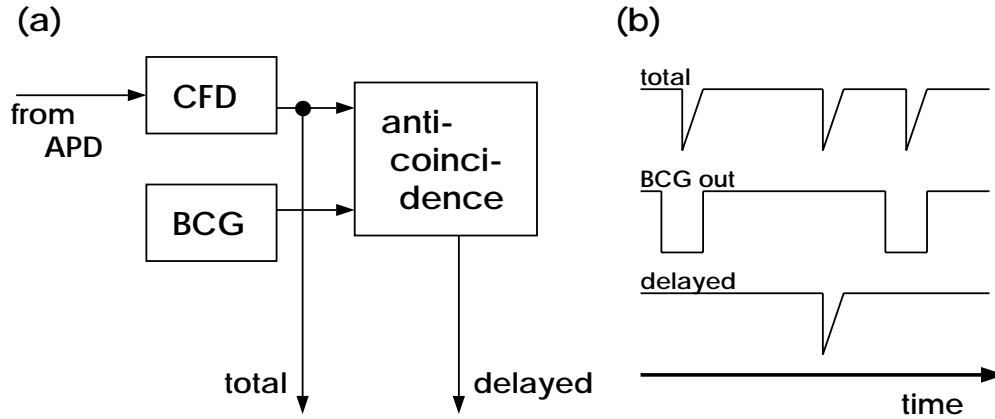 (a)
CFD
from
APD
anti-
coinci-
dence
BCG
total
delayed
(b)
total
BCG out
delayed
time